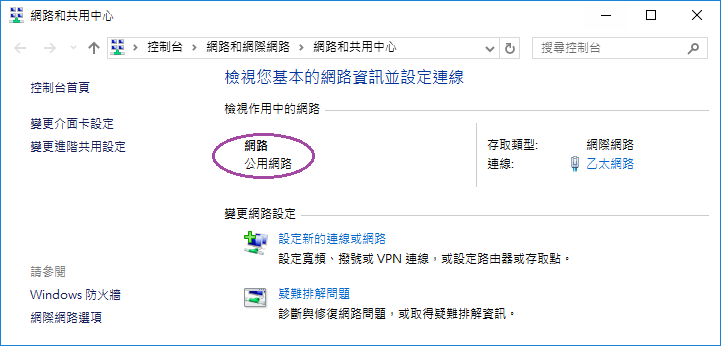 網路和共用中心
控制台 網路和網際網路 網路和共用中心
搜尋控制台
控制台首頁
變更介面卡設定
變更進階共用設定
檢視您基本的網路資訊並設定連線
檢視作用中的網路
網路
公用網路
存取類型: 網際網路
連線: 乙太網路
變更網路設定
設定新的連線或網路
設定寬頻、撥號或 VPN 連線，或設定路由器或存取點。
疑難排解問題
診斷與修復網路問題，或取得疑難排解資訊。
請參閱
Windows 防火牆
網際網路選項